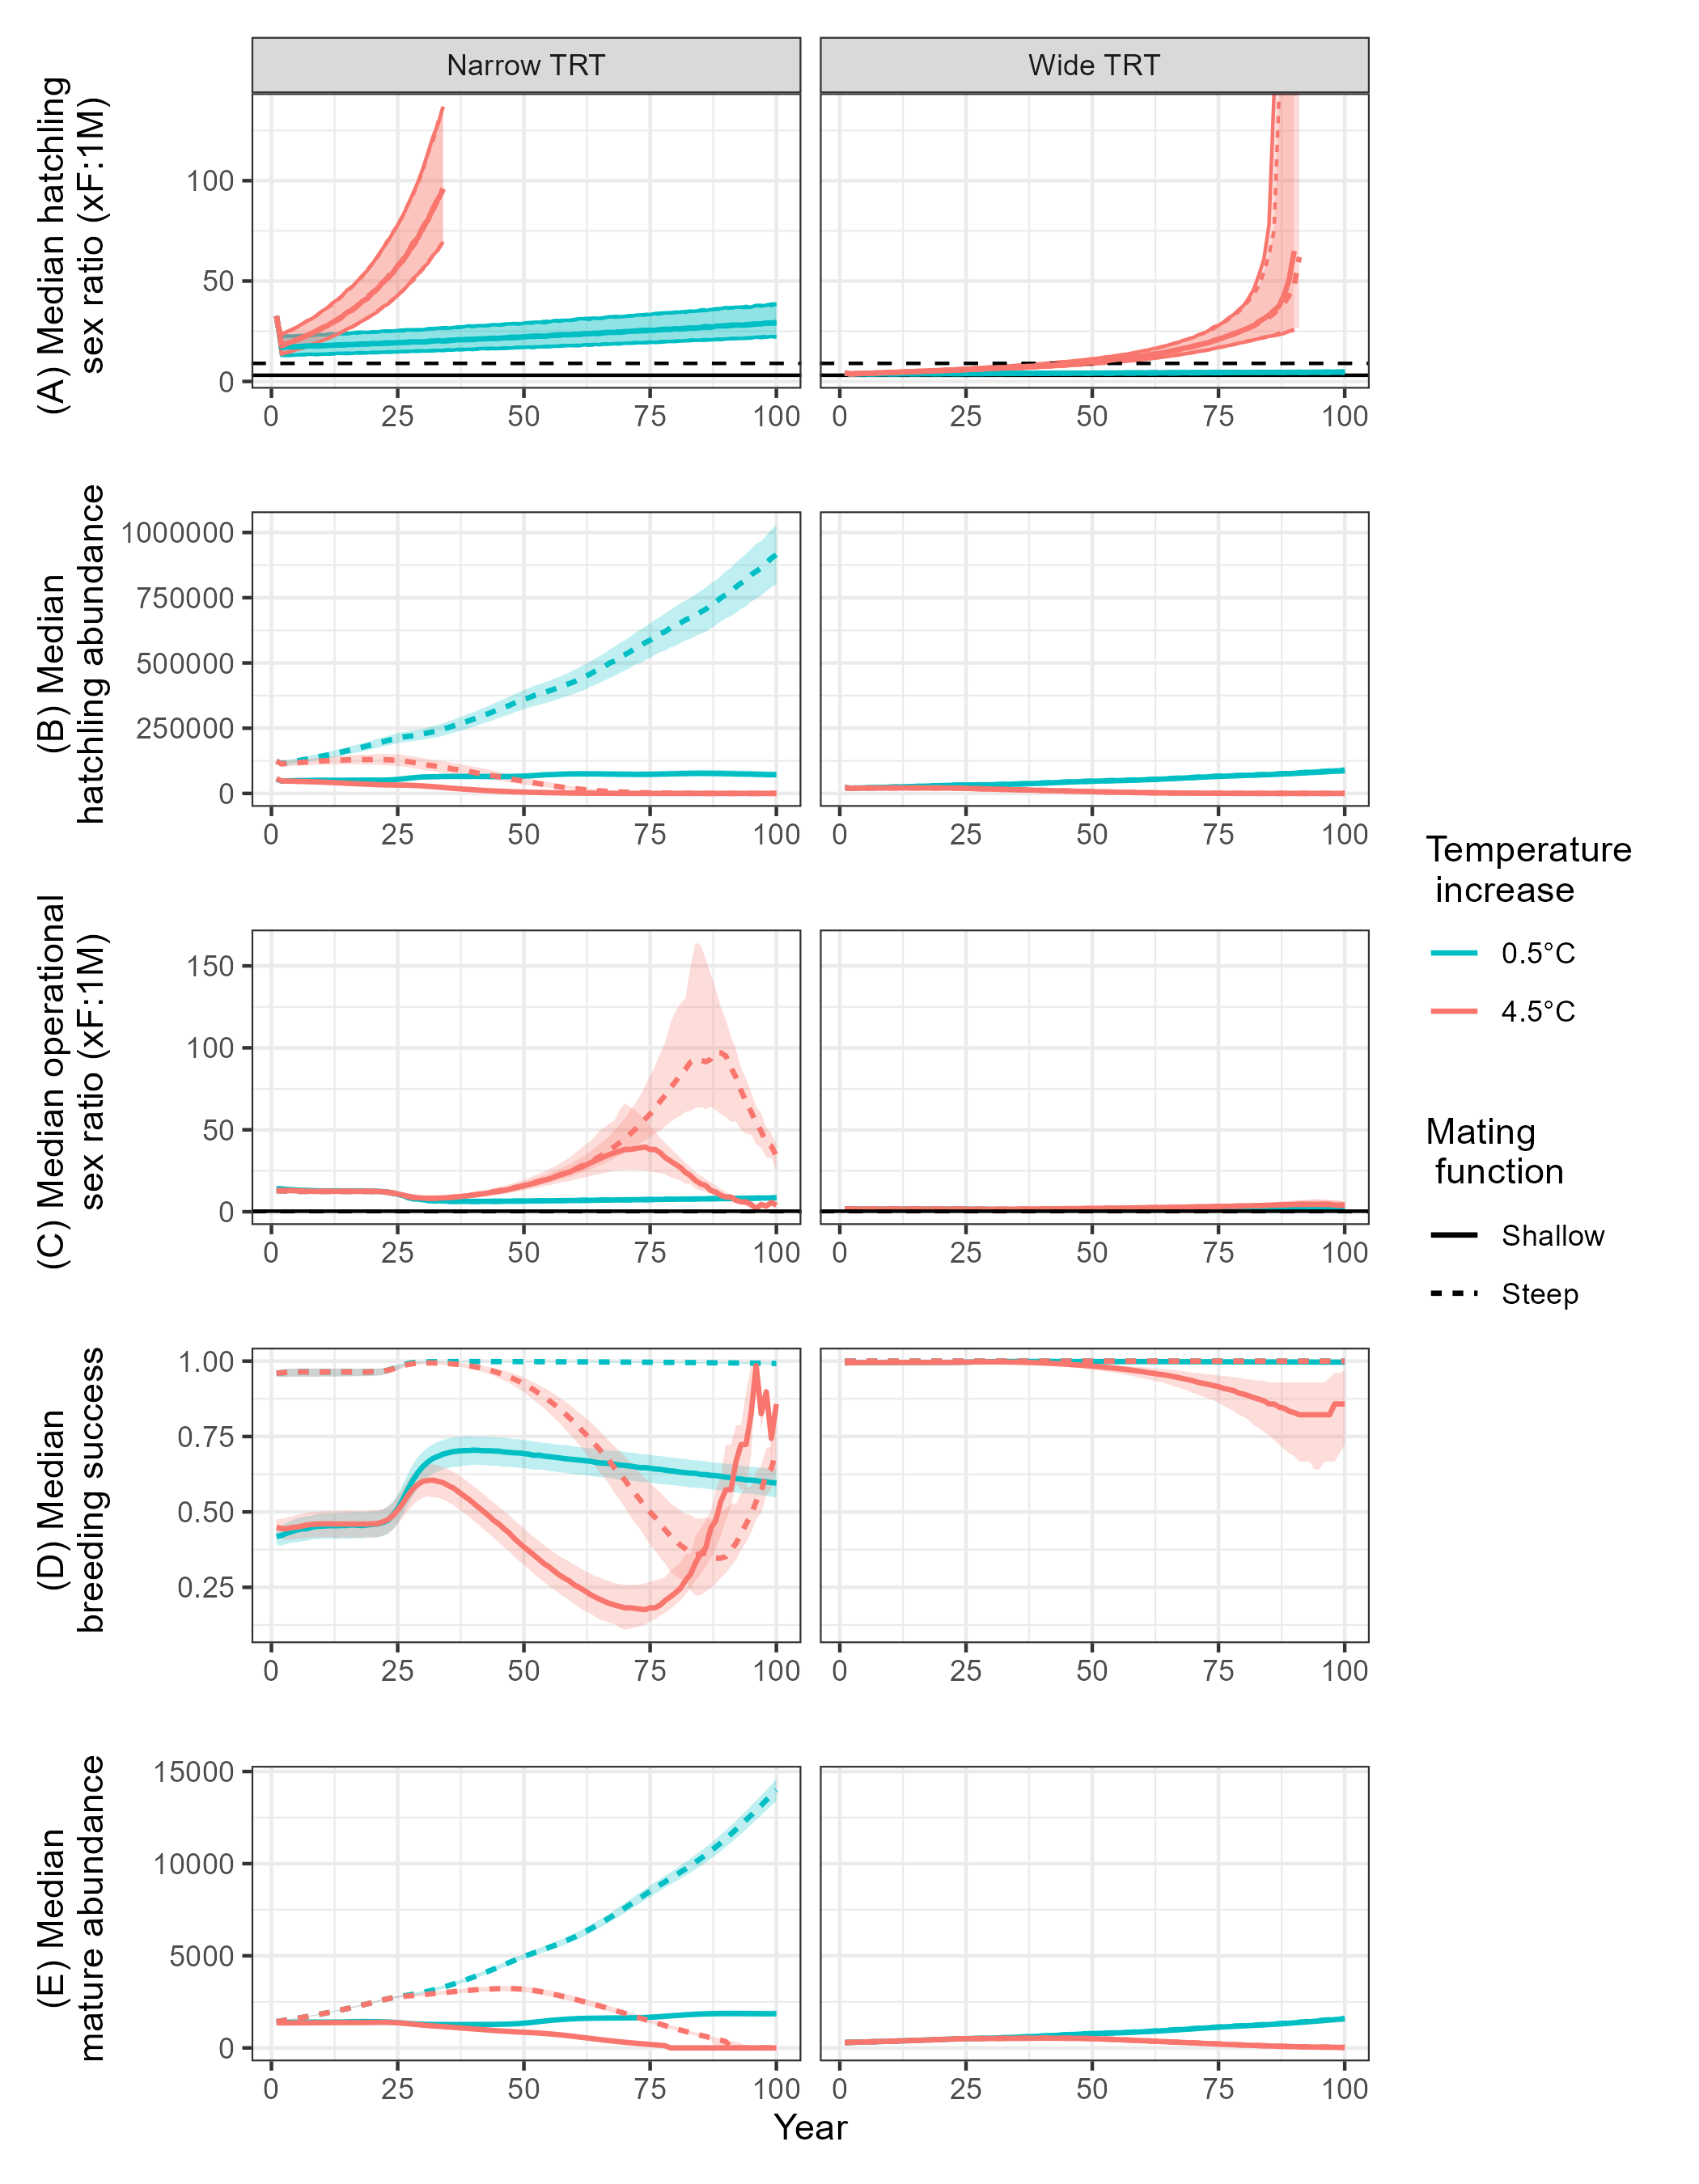 Narrow TRT
Wide TRT
(A) Median hatchling
sex ratio (xF:1M)
100
50
0
0 25 50 75 100
0 25 50 75 100
(B) Median
hatchling abundance
1000000
750000
500000
250000
0
0 25 50 75 100
0 25 50 75 100
(C) Median operational
sex ratio (xF:1M)
150
100
50
0
0 25 50 75 100
0 25 50 75 100
(D) Median
breeding success
1.00
0.75
0.50
0.25
0 25 50 75 100
0 25 50 75 100
(E) Median
mature abundance
15000
10000
5000
0
0 25 50 75 100
0 25 50 75 100
Year
Temperature
increase
0.5°C
4.5°C
Mating
function
Shallow
Steep